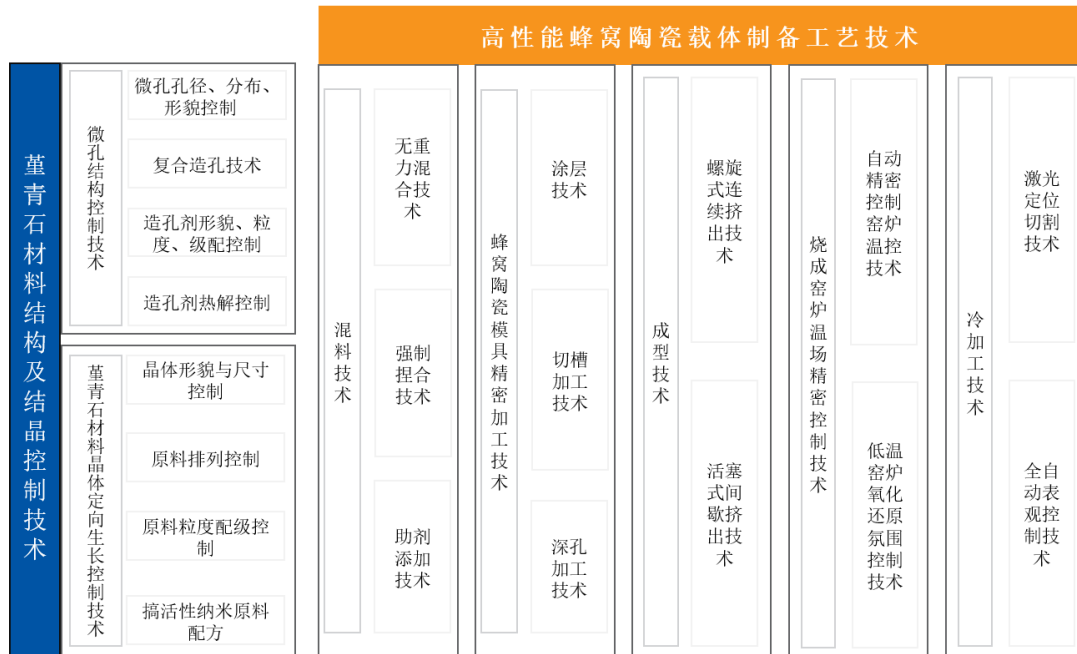 高性能蜂窝陶瓷载体制备工艺技术
堇青石材料结构及结晶控制技术
微孔结构控制技术
微孔孔径、分布、
形貌控制
复合造孔技术
造孔剂形貌、粒
度、级配控制
造孔剂热解控制
堇青石材料晶体定向生长控制技术
晶体形貌与尺寸
控制
原料排列控制
原料粒度配级控
制
搞活性纳米原料
配方
混料技术
无重
力混
合技
术
强制
捏合
技术
助剂
添加
技术
蜂窝陶瓷模具精密加工技术
涂层
技术
切槽
加工
技术
深孔
加工
技术
成型技术
螺旋
式连
续挤
出技
术
活塞
式间
歇挤
出技
术
烧成窑炉温场精密控制技术
自动
精密
控制
窑炉
温控
技术
低温
窑炉
氧化
还原
氛围
控制
技术
冷加工技术
激光
定位
切割
技术
全自
动表
观控
制技
术